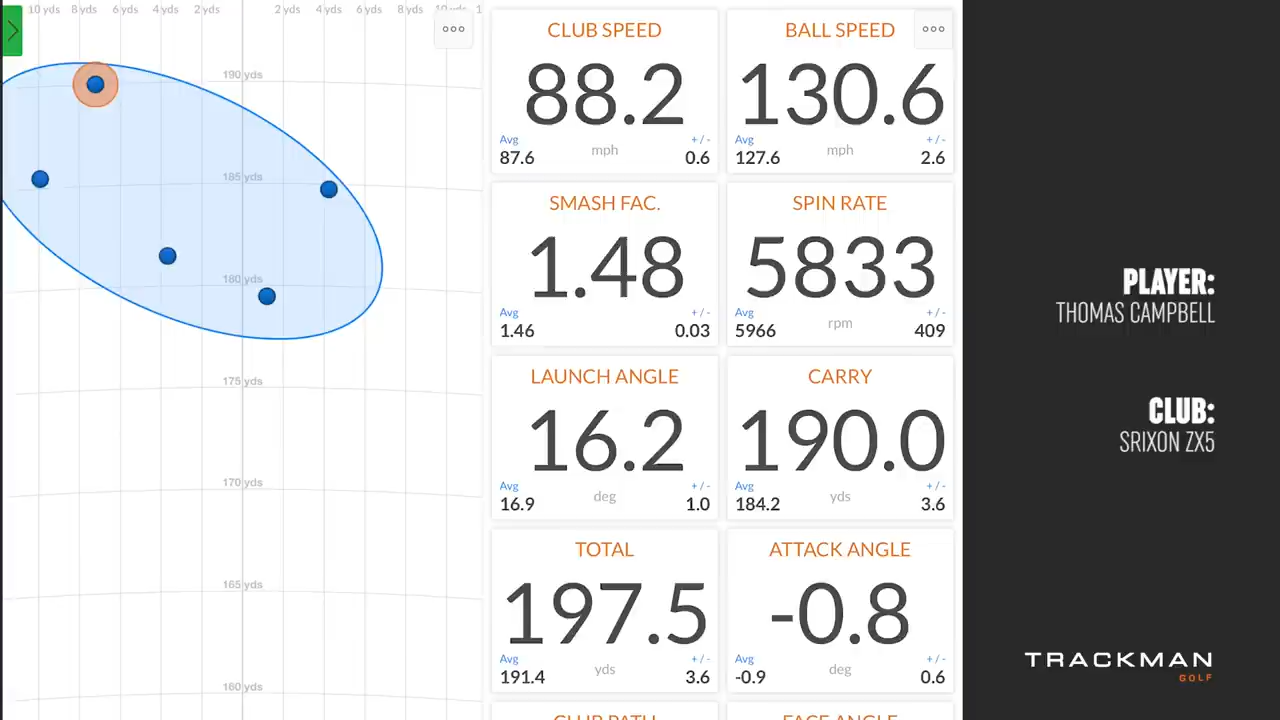 10 yds 8 yds 6 yds 4 yds 2 yds 2 yds 4 yds 6 yds 8 yds
190 yds
185 yds
180 yds
175 yds
170 yds
165 yds
160 yds
CLUB SPEED
88.2
Avg mph +/-
87.6 0.6
BALL SPEED
130.6
Avg mph +/-
127.6 2.6
SMASH FAC.
1.48
Avg +/-
1.46 0.03
SPIN RATE
5833
Avg rpm +/-
5966 409
LAUNCH ANGLE
16.2
Avg deg +/-
16.9 1.0
CARRY
190.0
Avg yds +/-
184.2 3.6
TOTAL
197.5
Avg yds +/-
191.4 3.6
ATTACK ANGLE
-0.8
Avg deg +/-
-0.9 0.6
CLUB PATH
FACE ANGLE
PLAYER:
THOMAS CAMPBELL
CLUB:
SRIXON ZX5
TRACKMAN
GOLF